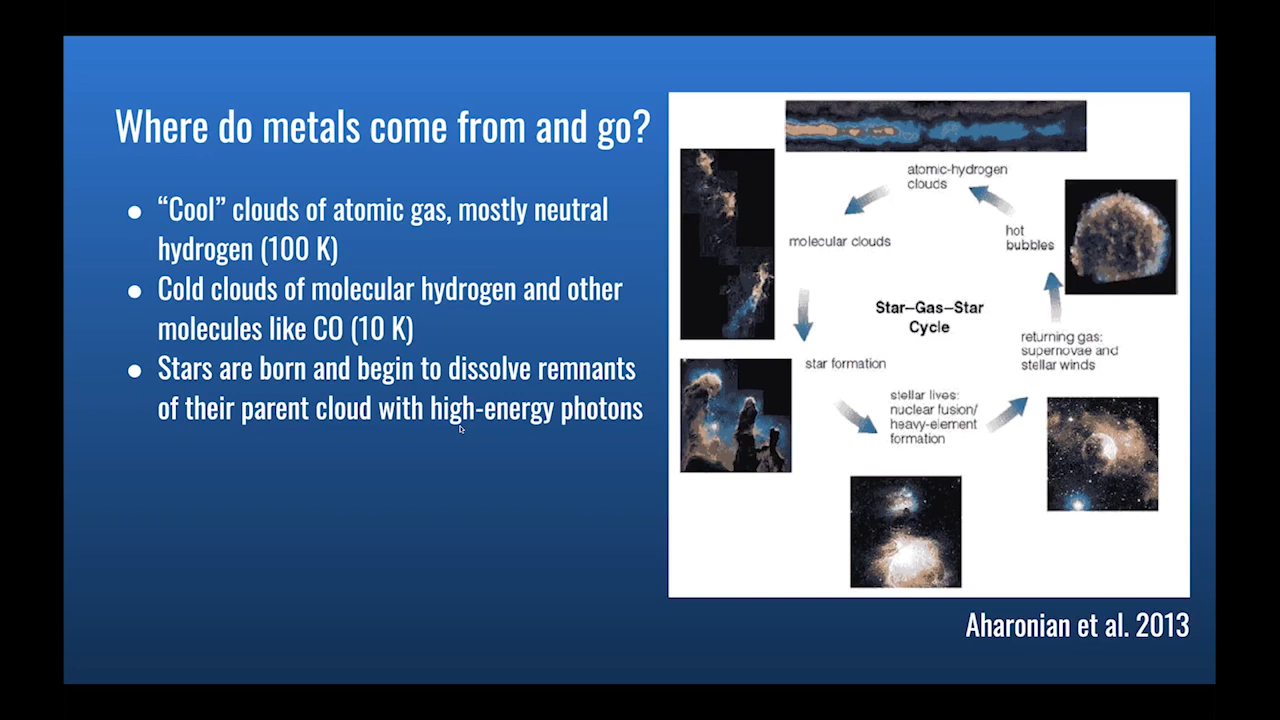 Where do metals come from and go?
● “Cool” clouds of atomic gas, mostly neutral
hydrogen (100 K)
● Cold clouds of molecular hydrogen and other
molecules like CO (10 K)
● Stars are born and begin to dissolve remnants
of their parent cloud with high-energy photons
atomic-hydrogen
clouds
molecular clouds
hot
bubbles
Star–Gas–Star
Cycle
returning gas:
supernovae and
stellar winds
star formation
stellar lives:
nuclear fusion/
heavy-element
formation
Aharonian et al. 2013